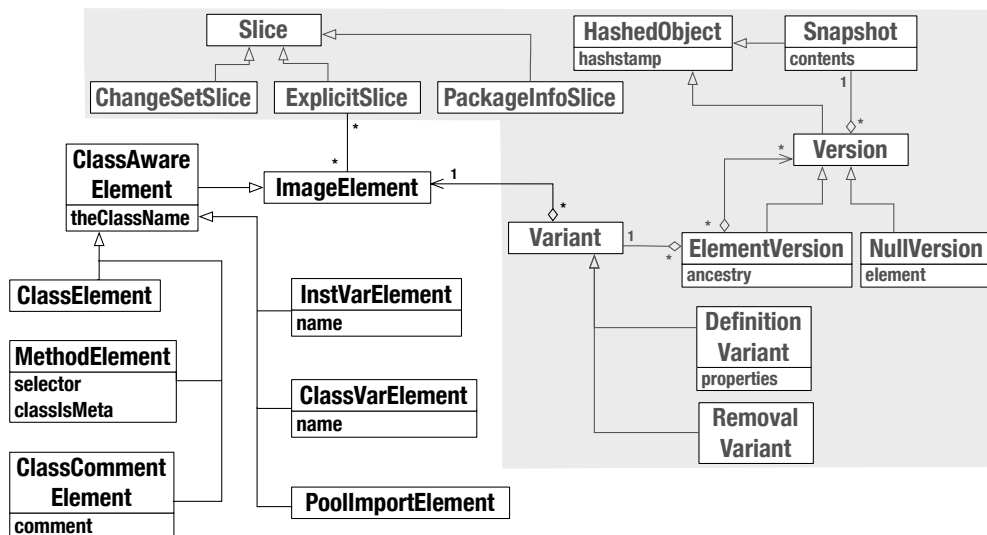 Slice
HashedObject
hashstamp
Snapshot
contents
1
ChangeSetSlice
ExplicitSlice
PackageInfoSlice
*
*
*
*
Version
ClassAware
Element
theClassName
ImageElement
1
*
*
Variant
1
*
ElementVersion
ancestry
NullVersion
element
ClassElement
InstVarElement
name
Definition
Variant
properties
MethodElement
selector
classIsMeta
ClassVarElement
name
Removal
Variant
ClassComment
Element
comment
PoolImportElement